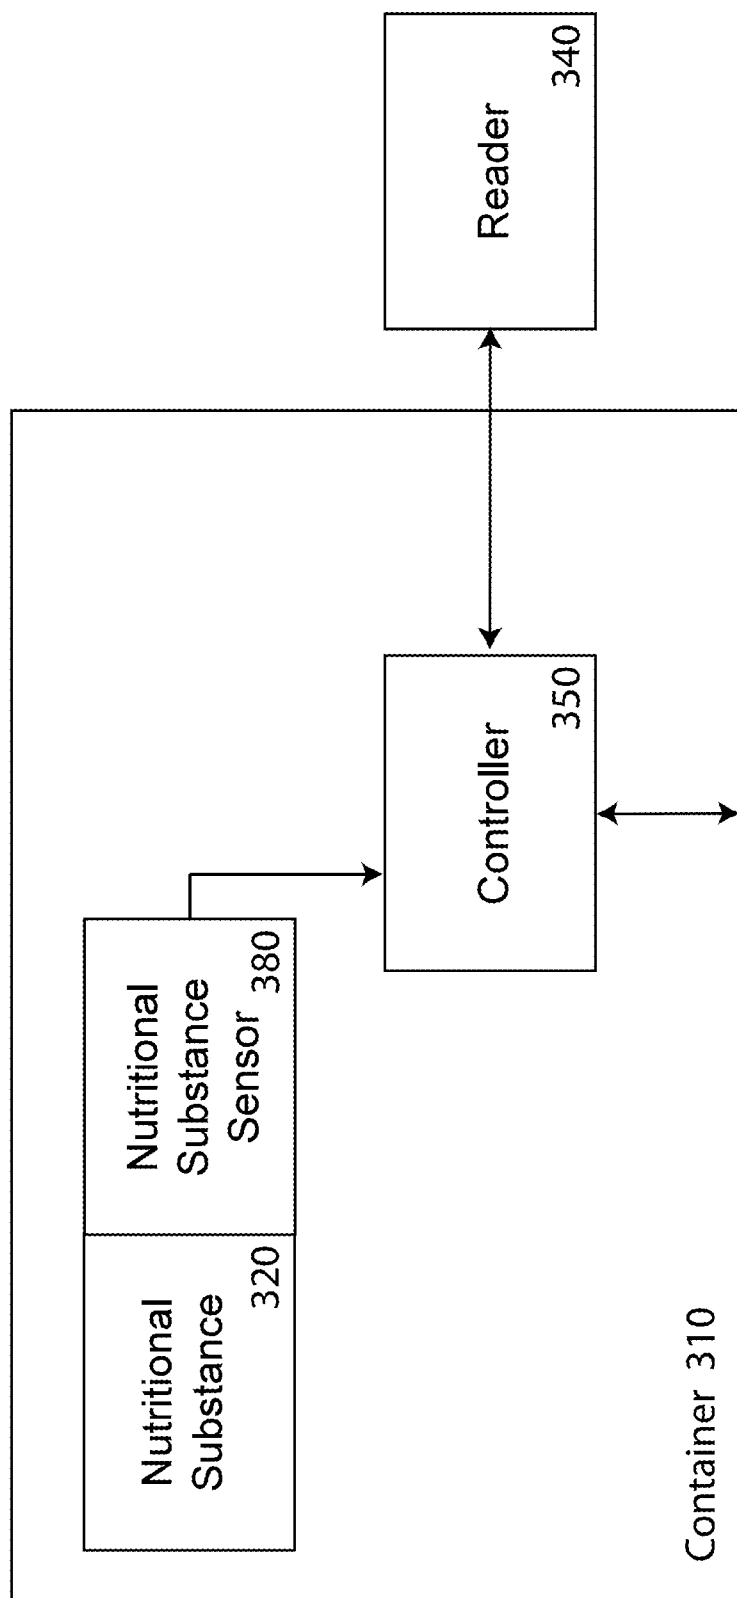 Nutritional
Substance
320
Nutritional
Substance
Sensor
380
Controller
350
Reader
340
Container 310